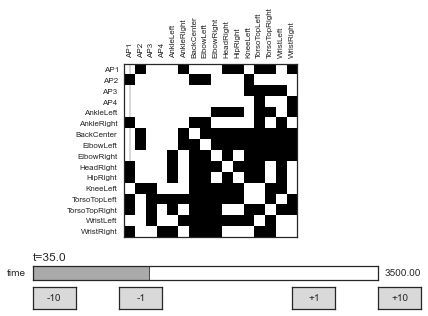 AP1 AP2 AP3 AP4 AnkleLeft AnkleRight BackCenter ElbowLeft ElbowRight HeadRight HipRight KneeLeft TorsoTopLeft TorsoTopRight WristLeft WristRight
AP1
AP2
AP3
AP4
AnkleLeft
AnkleRight
BackCenter
ElbowLeft
ElbowRight
HeadRight
HipRight
KneeLeft
TorsoTopLeft
TorsoTopRight
WristLeft
WristRight
t=35.0
time 3500.00
-10 -1 +1 +10